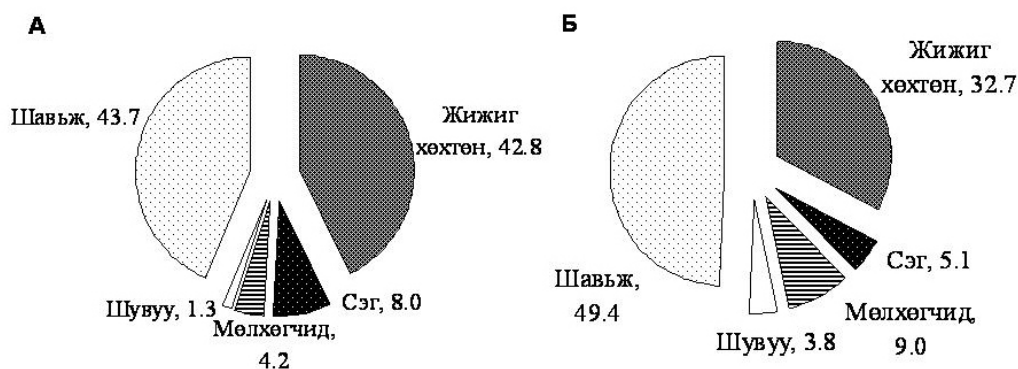 А
Шавьж, 43.7
Жижиг
хөхтөн, 42.8
Шувуу, 1.3
Мөлхөгчид,
4.2
Сэг, 8.0
Б
Жижиг
хөхтөн, 32.7
Шавьж,
49.4
Сэг, 5.1
Мөлхөгчид,
9.0
Шувуу, 3.8